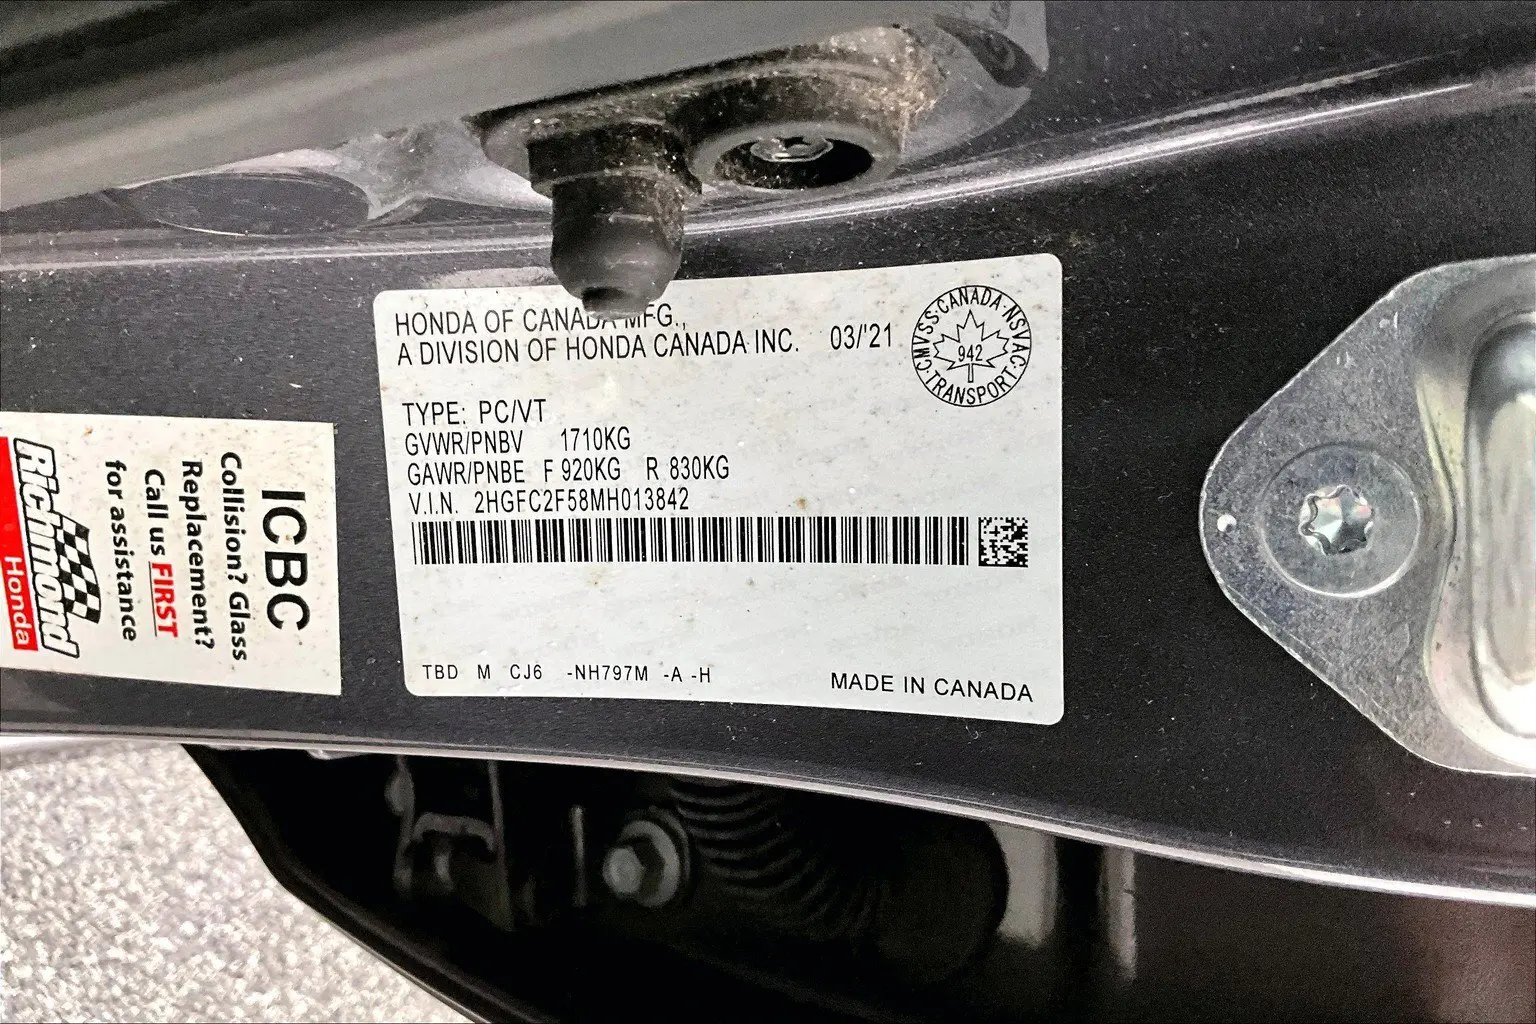 HONDA OF CANADA MFG.,
A DIVISION OF HONDA CANADA INC. 03/'21
CMVSS·CANADA·NSVAC·TRANSPORT·
942
TYPE: PC/VT
GVWR/PNBV 1710KG
GAWR/PNBE F 920KG R 830KG
V.I.N. 2HGFC2F58MH013842
TBD M CJ6 -NH797M -A -H
MADE IN CANADA
ICBC
Collision? Glass
Replacement?
Call us FIRST
for assistance
Richmond
Honda